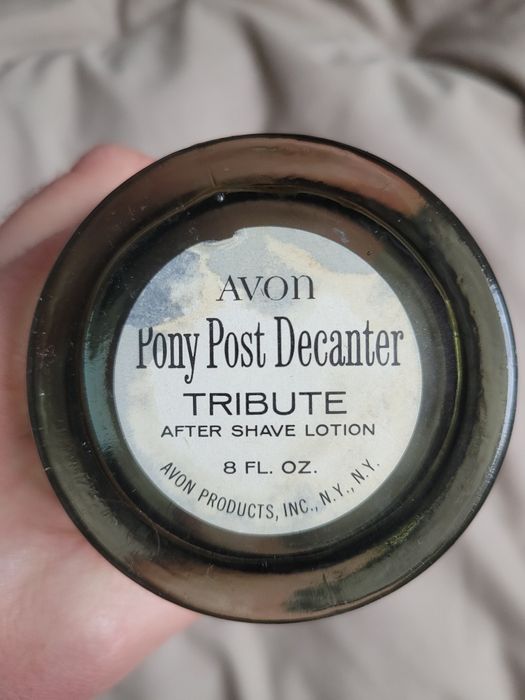 AVON
Pony Post Decanter
TRIBUTE
AFTER SHAVE LOTION
8 FL. OZ.
AVON PRODUCTS, INC., N.Y., N.Y.